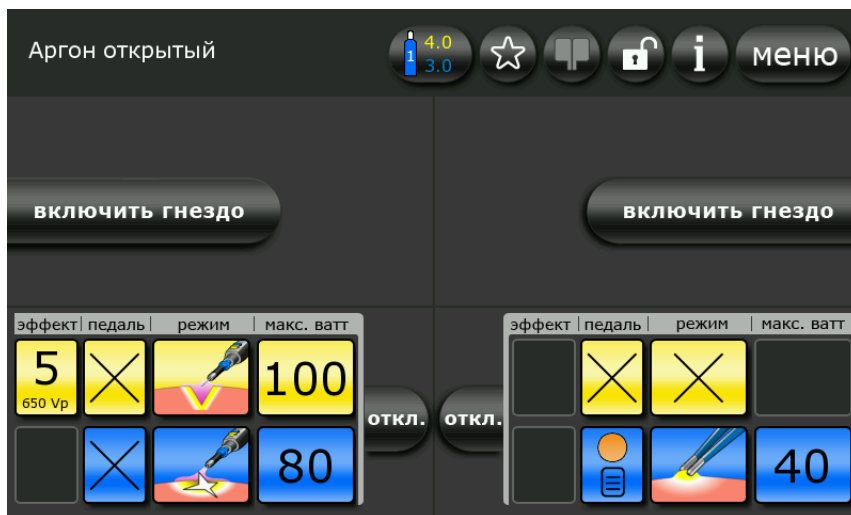 Аргон открытый
1
4.0
3.0
i
меню
включить гнездо
включить гнездо
эффект педаль режим макс. ватт
5
650 Vp
100
80
откл.
откл.
эффект педаль режим макс. ватт
40